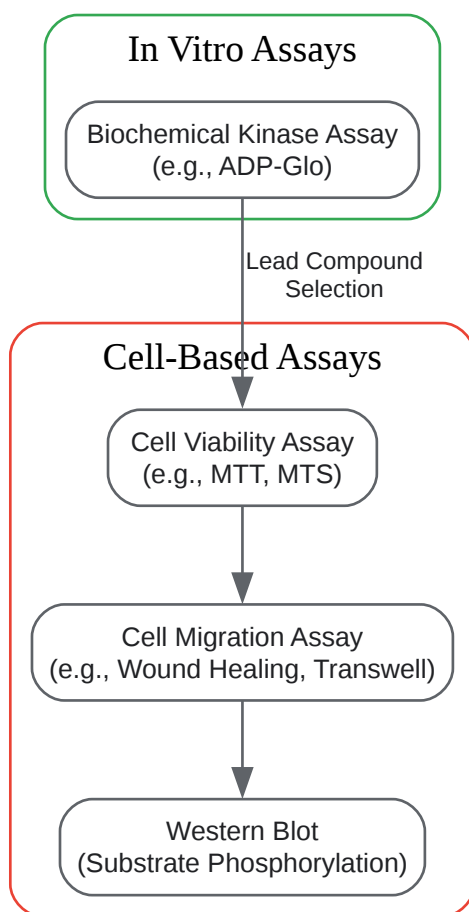 In Vitro Assays
Biochemical Kinase Assay
(e.g., ADP-Glo)
Lead Compound
Selection
Cell-Based Assays
Cell Viability Assay
(e.g., MTT, MTS)
Cell Migration Assay
(e.g., Wound Healing, Transwell)
Western Blot
(Substrate Phosphorylation)